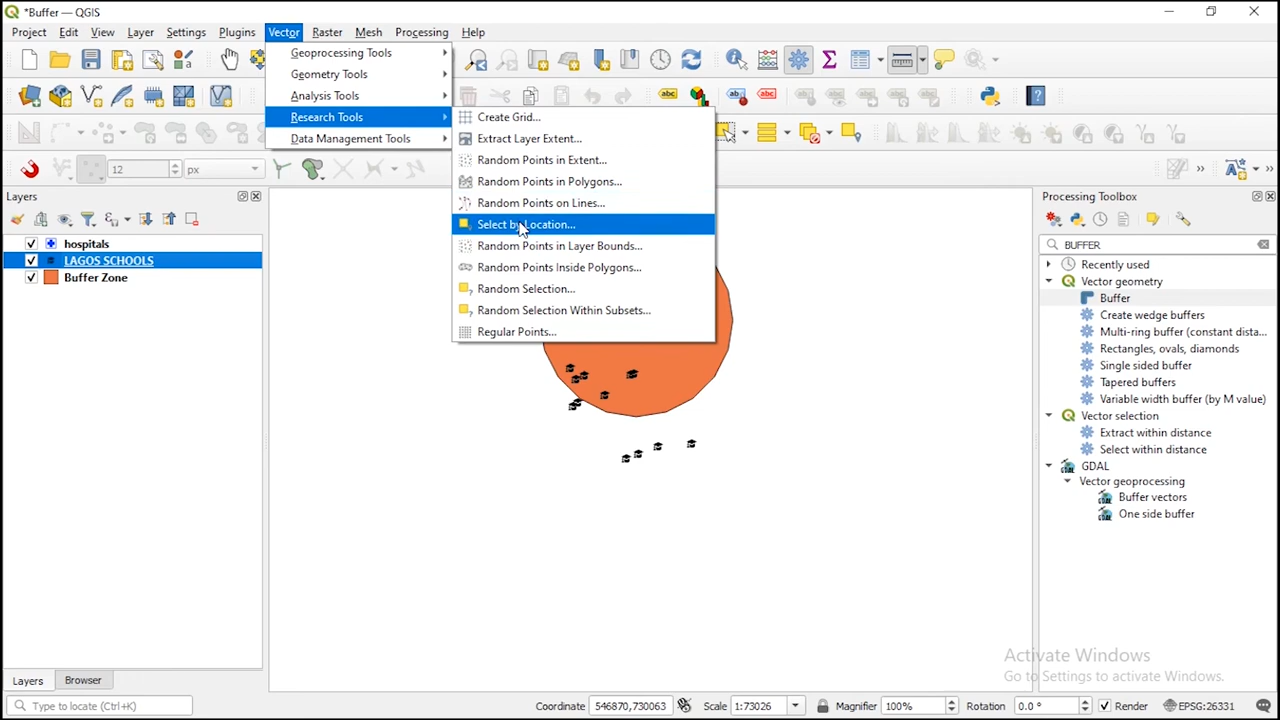 *Buffer — QGIS
Project Edit View Layer Settings Plugins Vector Raster Mesh Processing Help
Geoprocessing Tools
Geometry Tools
Analysis Tools
Research Tools
Data Management Tools
Create Grid...
Extract Layer Extent...
Random Points in Extent...
Random Points in Polygons...
Random Points on Lines...
Select by Location...
Random Points in Layer Bounds...
Random Points Inside Polygons...
Random Selection...
Random Selection Within Subsets...
Regular Points...
12 px
Layers
hospitals
LAGOS SCHOOLS
Buffer Zone
Processing Toolbox
BUFFER
Recently used
Vector geometry
Buffer
Create wedge buffers
Multi-ring buffer (constant dista...
Rectangles, ovals, diamonds
Single sided buffer
Tapered buffers
Variable width buffer (by M value)
Vector selection
Extract within distance
Select within distance
GDAL
Vector geoprocessing
Buffer vectors
One side buffer
Activate Windows
Go to Settings to activate Windows.
Layers Browser
Type to locate (Ctrl+K) Coordinate 546870,730063 Scale 1:73026 Magnifier 100% Rotation 0.0 ° Render EPSG:26331